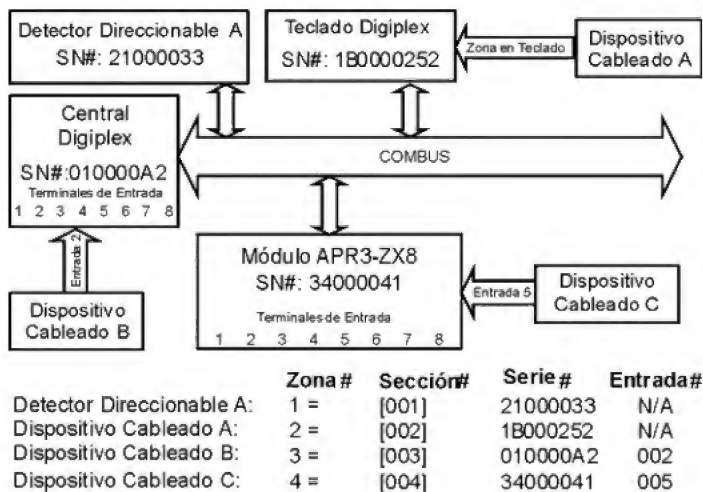 Detector Direccionable A
SN#: 21000033
Teclado Digiplex
SN#: 1B0000252
Zona en Teclado
Dispositivo
Cableado A
Central
Digiplex
SN#:010000A2
Terminales de Entrada
1 2 3 4 5 6 7 8
COMBUS
Entrada 2
Dispositivo
Cableado B
Módulo APR3-ZX8
SN#: 34000041
Terminales de Entrada
1 2 3 4 5 6 7 8
Entrada 5
Dispositivo
Cableado C
Zona # Sección# Serie # Entrada#
Detector Direccionable A: 1 = [001] 21000033 N/A
Dispositivo Cableado A: 2 = [002] 1B000252 N/A
Dispositivo Cableado B: 3 = [003] 010000A2 002
Dispositivo Cableado C: 4 = [004] 34000041 005